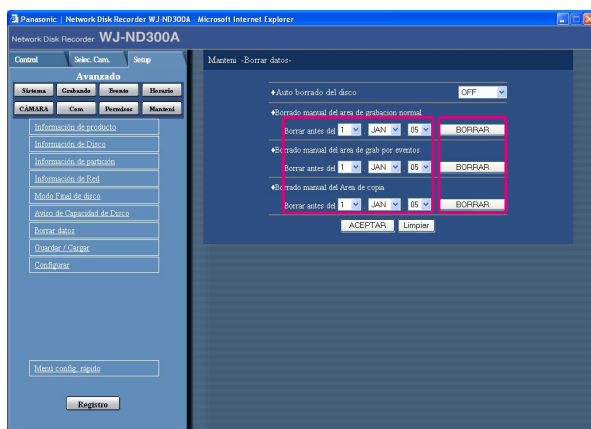 Panasonic | Network Disk Recorder WJ-ND300A - Microsoft Internet Explorer
Network Disk Recorder WJ-ND300A
Control Selec. Cam. Setup
Avanzado
Sistema Grabando Evento Horario
CÁMARA Com Permisos Manteni
Información de producto
Información de Disco
Información de partición
Información de Red
Modo Final de disco
Aviso de Capacidad de Disco
Borrar datos
Guardar / Cargar
Configurar
Menú config. rápido
Registro
Manteni -Borrar datos-
♦Auto borrado del disco OFF
♦Borrado manual del area de grabacion normal
Borrar antes del 1 JAN 05 BORRAR
♦Borrado manual del area de grab por eventos
Borrar antes del 1 JAN 05 BORRAR
♦Borrado manual del Area de copia
Borrar antes del 1 JAN 05 BORRAR
ACEPTAR Limpiar